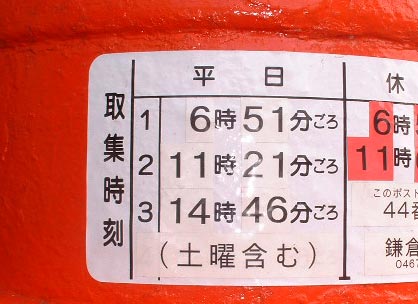 取集時刻
平日 休
1 6時51分ごろ 6時
2 11時21分ごろ 11時
3 14時46分ごろ
このポスト
44番
(土曜含む) 鎌倉
0467